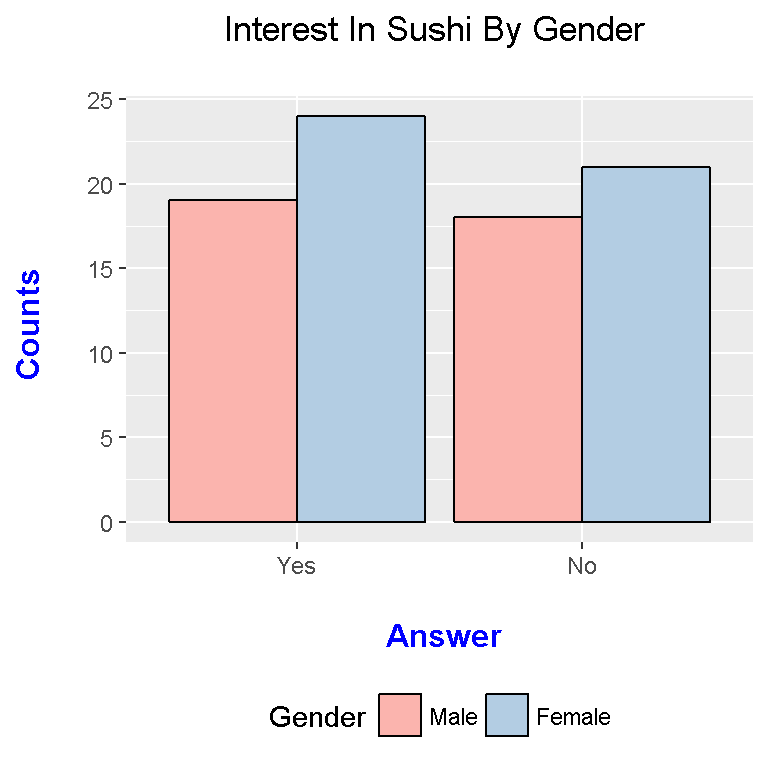 Interest In Sushi By Gender
25
20
15
10
5
0
Counts
Yes No
Answer
Gender Male Female